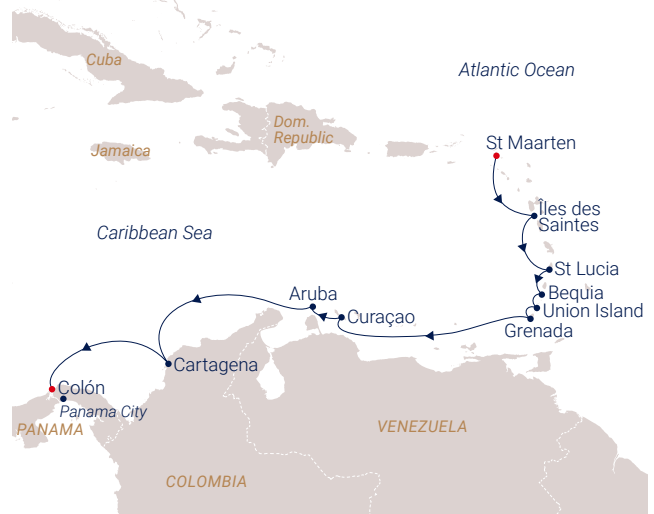 Cuba
Atlantic Ocean
Dom.
Republic
Jamaica
St Maarten
Îles des
Saintes
Caribbean Sea
St Lucia
Aruba
Bequia
Curaçao
Union Island
Grenada
Cartagena
Colón
Panama City
PANAMA
VENEZUELA
COLOMBIA